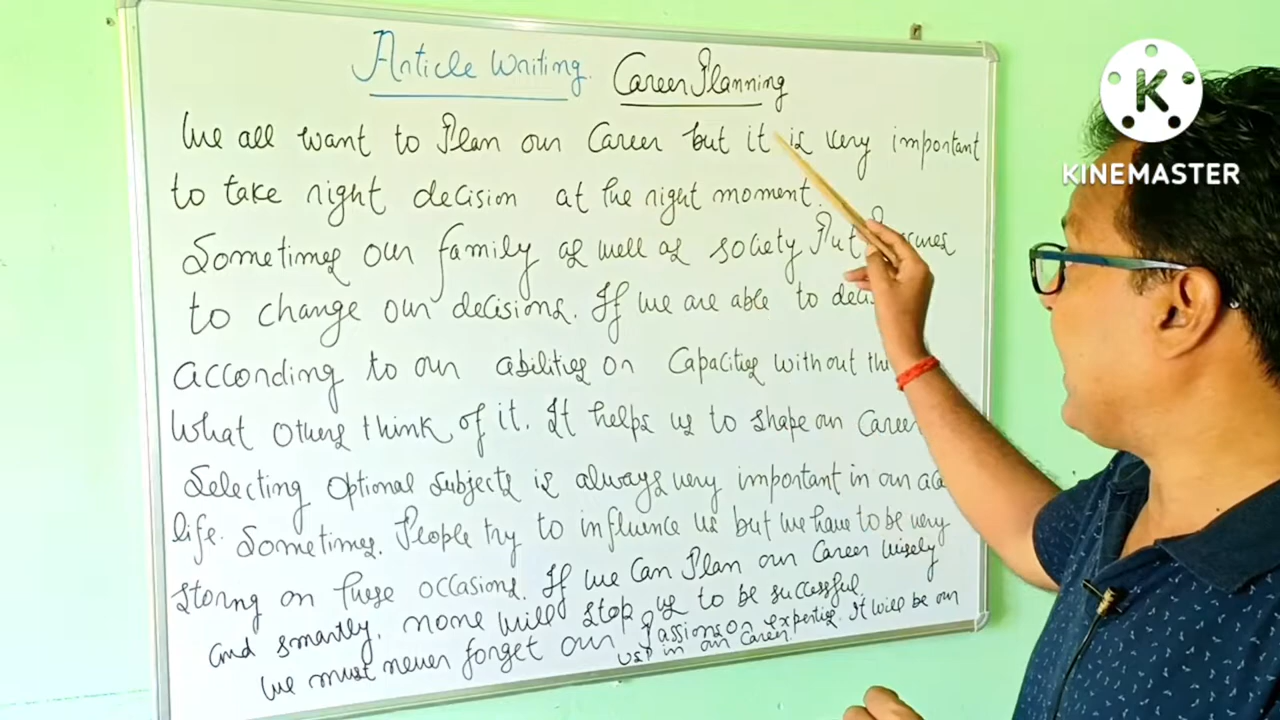 Article Writing. Career Planning
We all want to Plan our Career but it is very important
to take right decision at the right moment.
Sometimes our family as well as society Put
to change our decisions. If we are able to
according to our abilities or Capacities without
what others think of it. It helps us to shape our Career
Selecting Optional Subjects is always very important in our
life. Sometimes. People try to influence us but we have to be very
storng on these occasions. If we Can Plan our Career wisely
and smartly, none will stop us to be successful.
We must never forget our Passions or expertise. It will be our
USP in our Career.
K
KINEMASTER